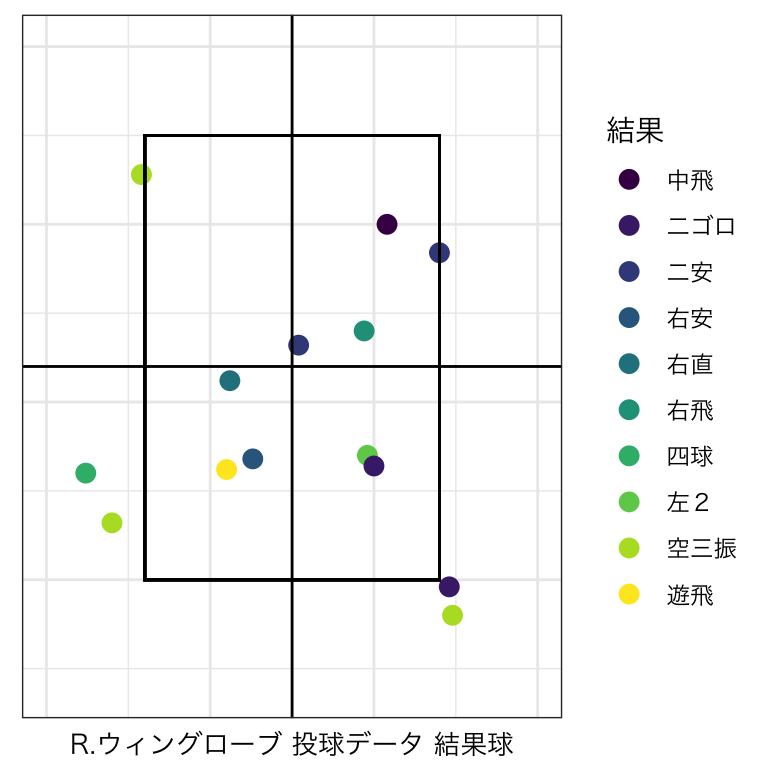 結果
中飛
二ゴロ
二安
右安
右直
右飛
四球
左２
空三振
遊飛
R.ウィングローブ 投球データ 結果球